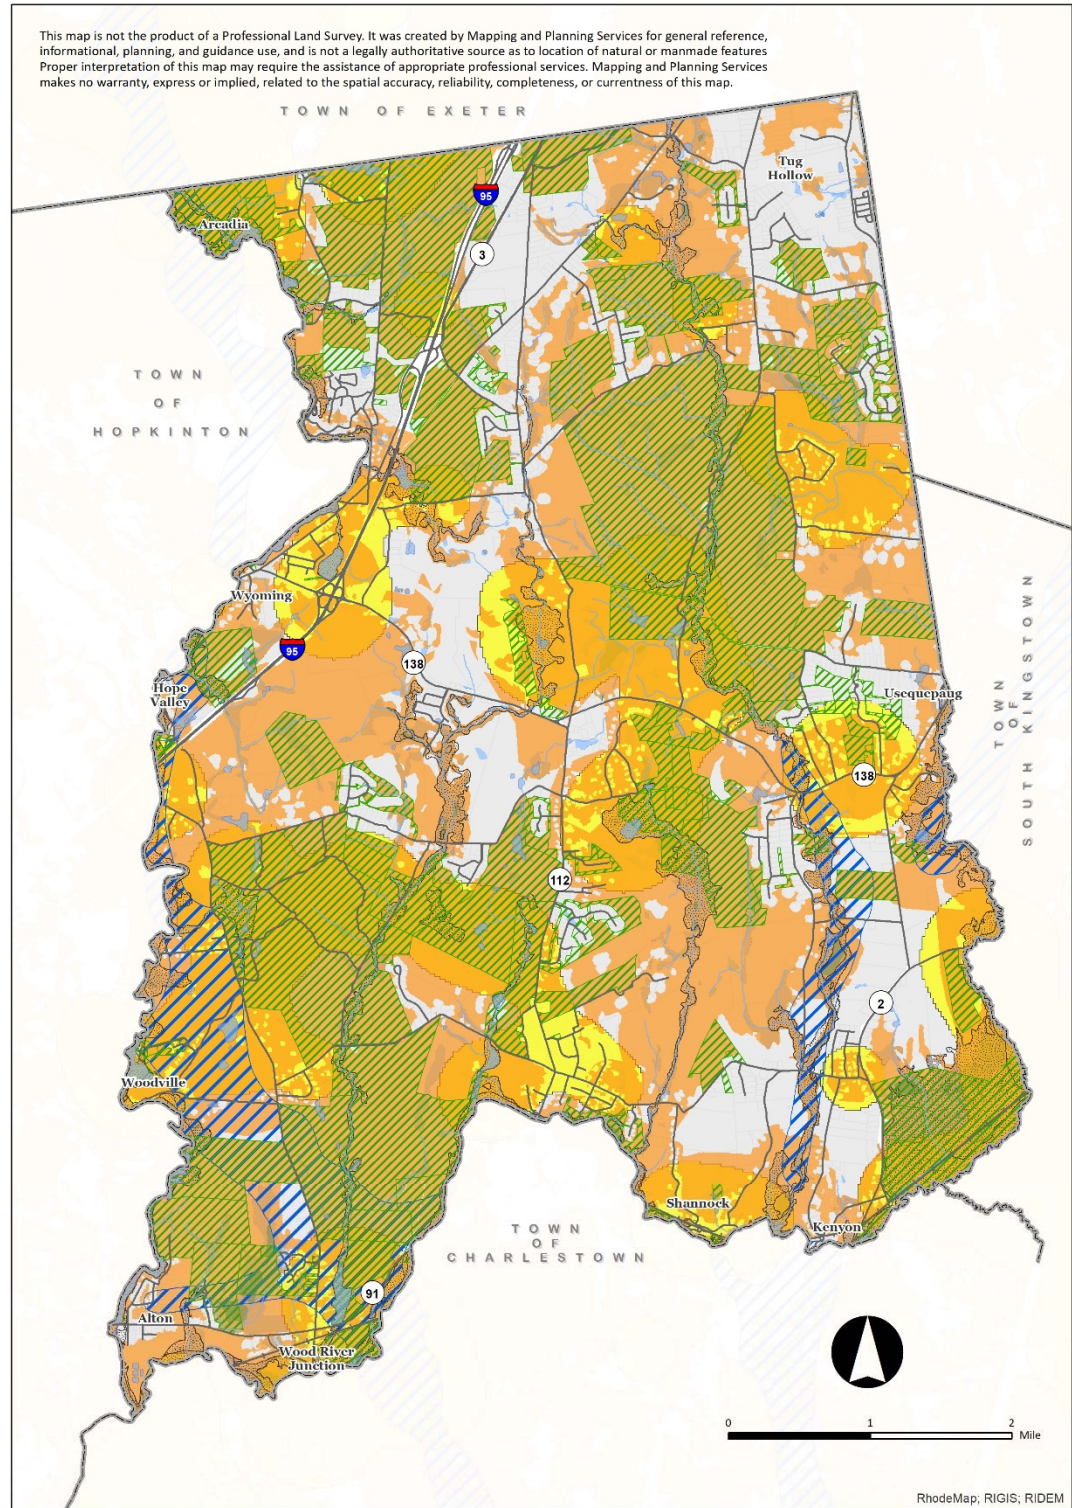 This map is not the product of a Professional Land Survey. It was created by Mapping and Planning Services for general reference,
informational, planning, and guidance use, and is not a legally authoritative source as to location of natural or manmade features
Proper interpretation of this map may require the assistance of appropriate professional services. Mapping and Planning Services
makes no warranty, express or implied, related to the spatial accuracy, reliability, completeness, or currentness of this map.
TOWN OF EXETER
Tug
Hollow
95
Arcadia
3
TOWN
OF
HOPKINTON
Wyoming
95
138
Hope
Valley
Usequepaug
TOWN
OF
SOUTH KINGSTOWN
138
112
2
Woodville
Shannock
Kenyon
TOWN
OF
CHARLESTOWN
91
Alton
Wood River
Junction
0 1 2
Mile
RhodeMap; RIGIS; RIDEM